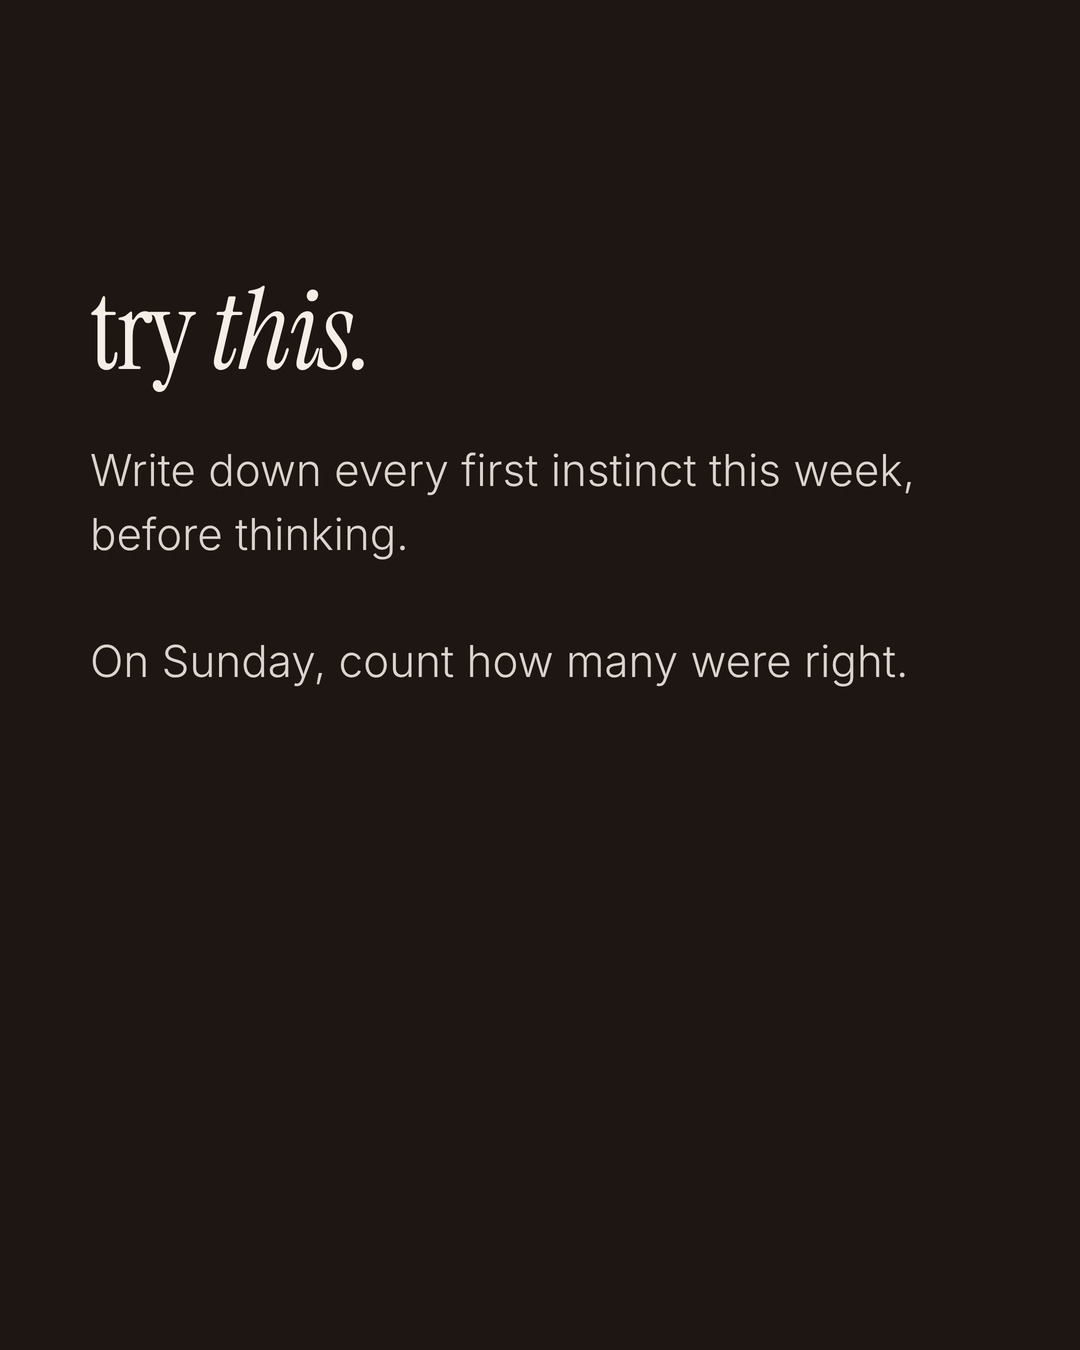 try this.
Write down every first instinct this week,
before thinking.
On Sunday, count how many were right.